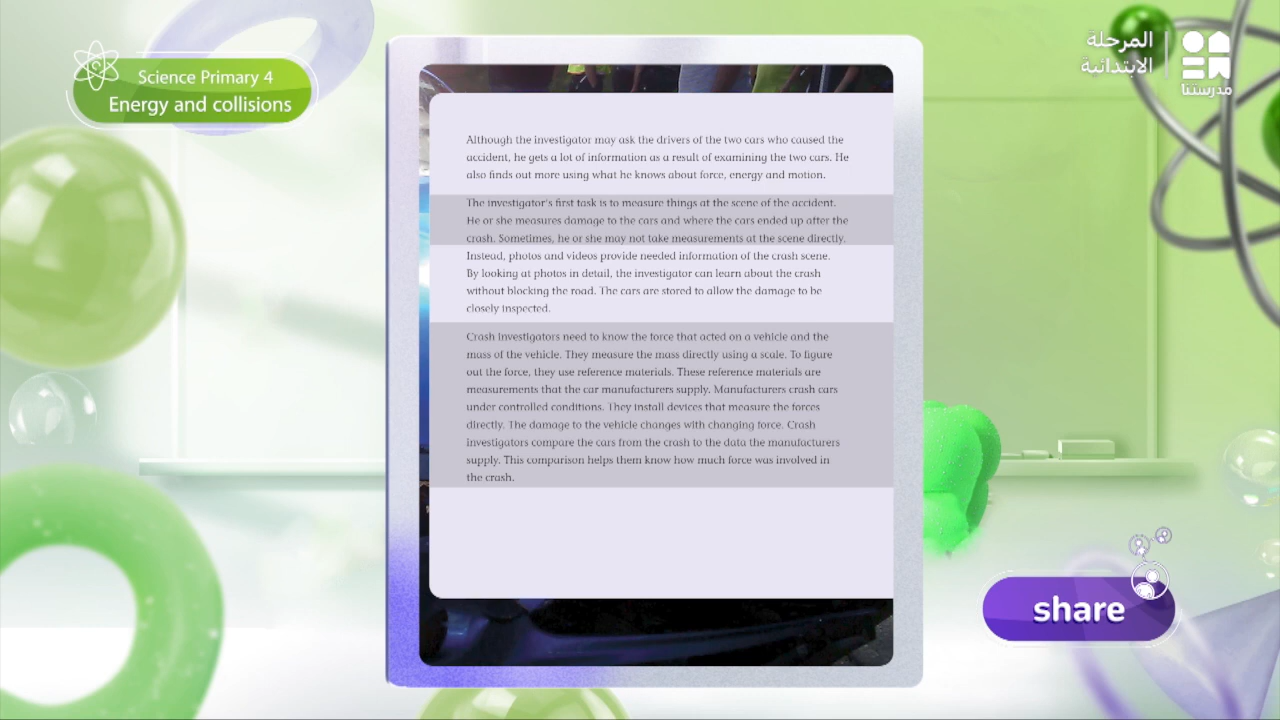 Science Primary 4
Energy and collisions
المرحلة
الابتدائية
مدرستنا
Although the investigator may ask the drivers of the two cars who caused the
accident, he gets a lot of information as a result of examining the two cars. He
also finds out more using what he knows about force, energy and motion.
The investigator's first task is to measure things at the scene of the accident.
He or she measures damage to the cars and where the cars ended up after the
crash. Sometimes, he or she may not take measurements at the scene directly.
Instead, photos and videos provide needed information of the crash scene.
By looking at photos in detail, the investigator can learn about the crash
without blocking the road. The cars are stored to allow the damage to be
closely inspected.
Crash investigators need to know the force that acted on a vehicle and the
mass of the vehicle. They measure the mass directly using a scale. To figure
out the force, they use reference materials. These reference materials are
measurements that the car manufacturers supply. Manufacturers crash cars
under controlled conditions. They install devices that measure the forces
directly. The damage to the vehicle changes with changing force. Crash
investigators compare the cars from the crash to the data the manufacturers
supply. This comparison helps them know how much force was involved in
the crash.
share